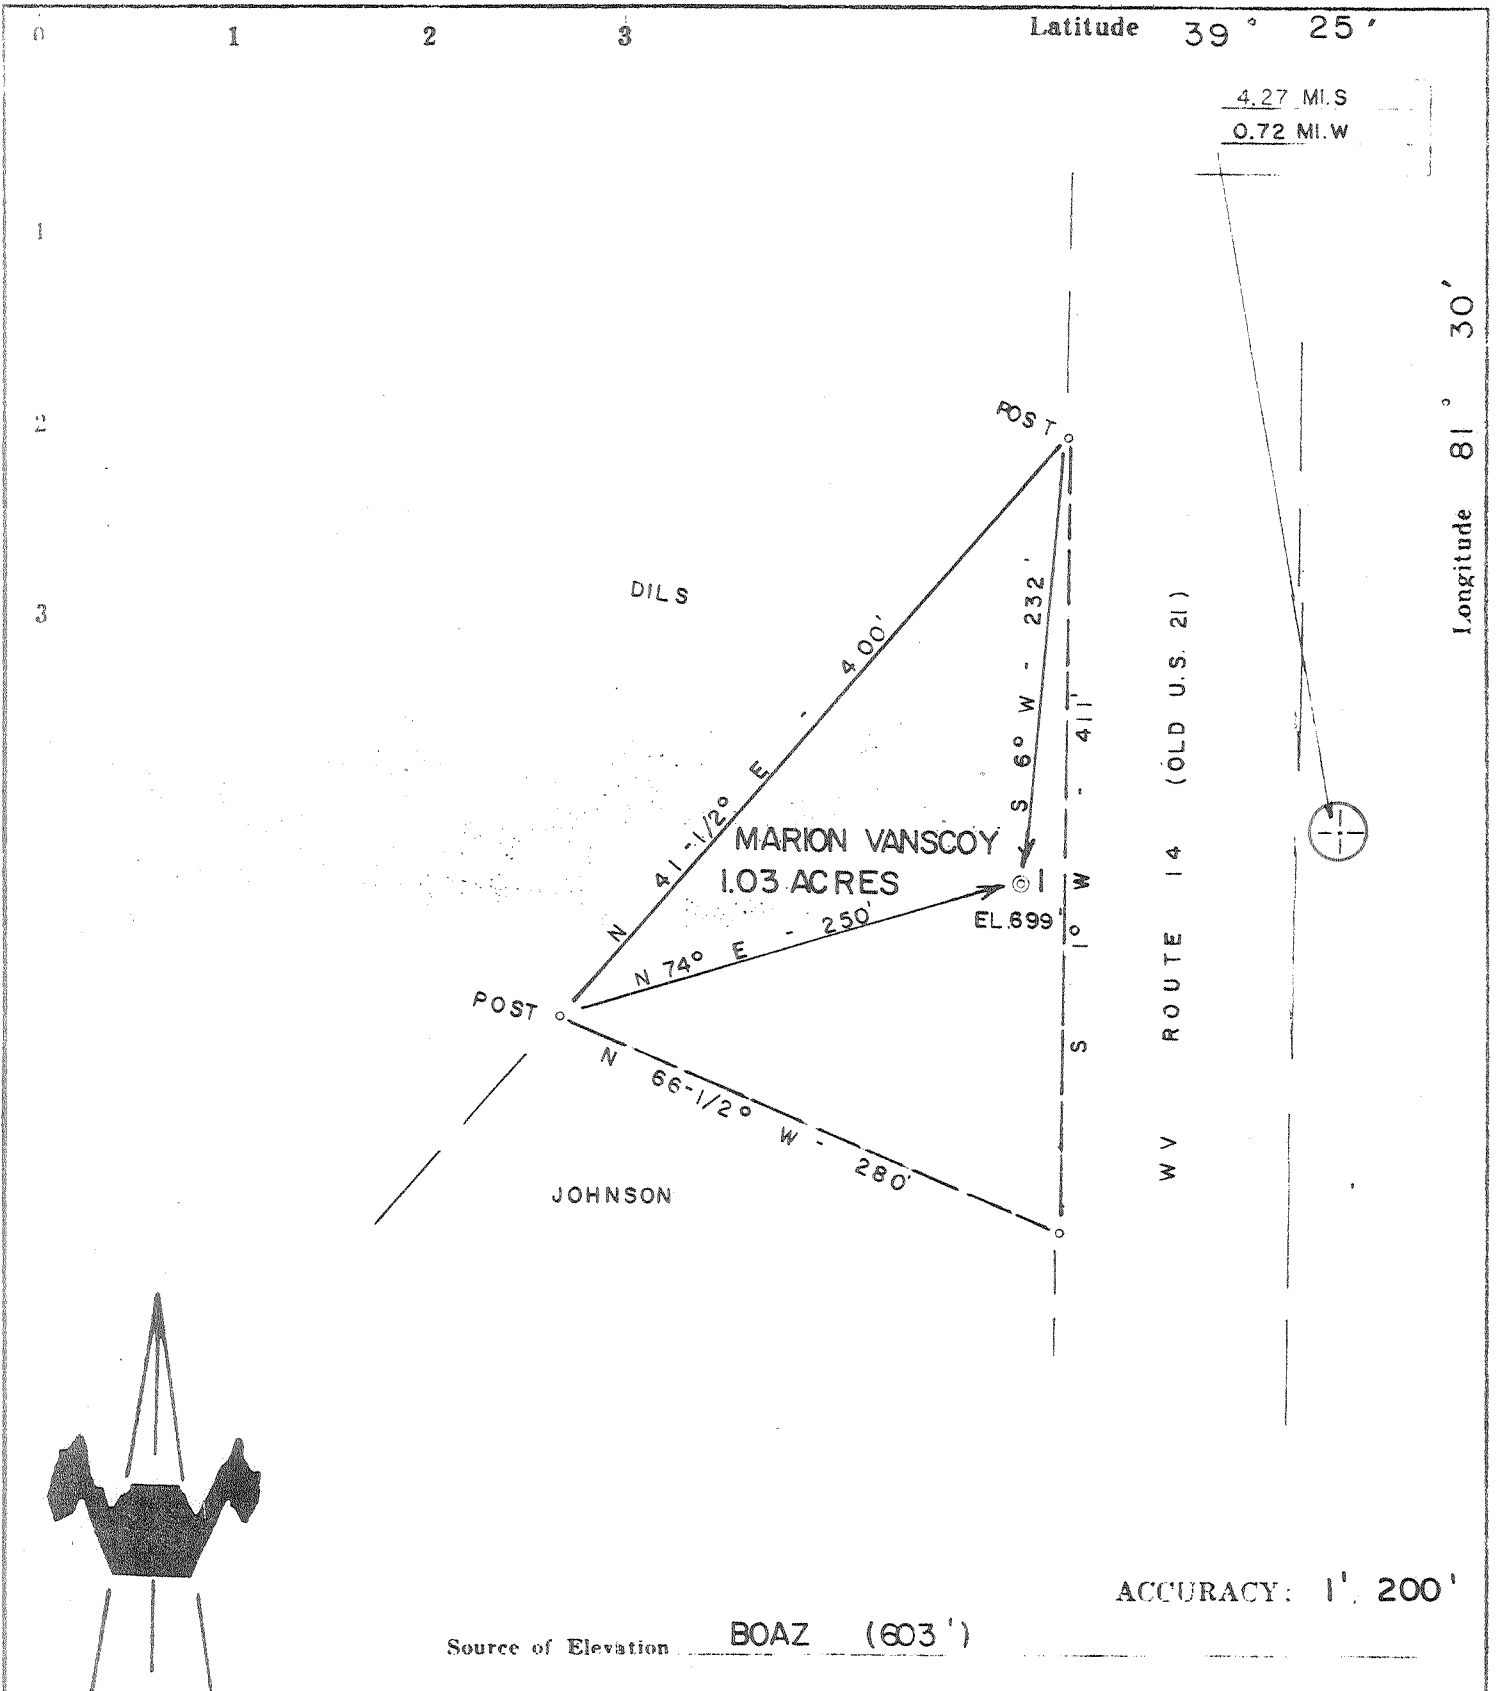 0 1 2 3 Latitude 39° 25'
4.27 MI.S
0.72 MI.W
1
Longitude 81° 30'
2
POST
3
DILS
S 6° W - 232'
N 41-1/2° E - 400'
S 1° W - 411'
WV ROUTE 14 (OLD U.S. 21)
MARION VANSCOY
1.03 ACRES
1
EL.699'
N 74° E - 250'
POST
N 66-1/2° W - 280'
JOHNSON
ACCURACY: 1', 200'
Source of Elevation BOAZ (603')